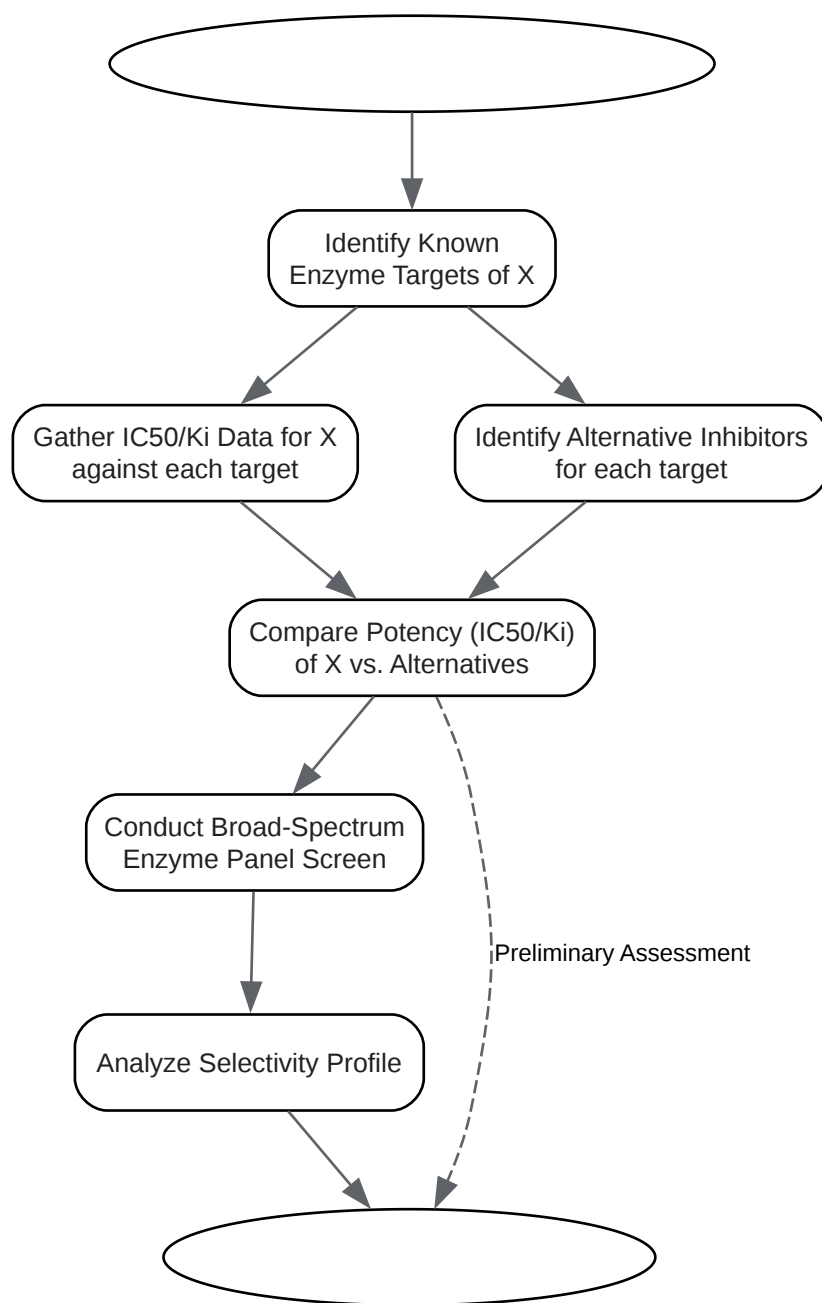 Identify Known
Enzyme Targets of X
Gather IC50/Ki Data for X
against each target
Identify Alternative Inhibitors
for each target
Compare Potency (IC50/Ki)
of X vs. Alternatives
Conduct Broad-Spectrum
Enzyme Panel Screen
Preliminary Assessment
Analyze Selectivity Profile